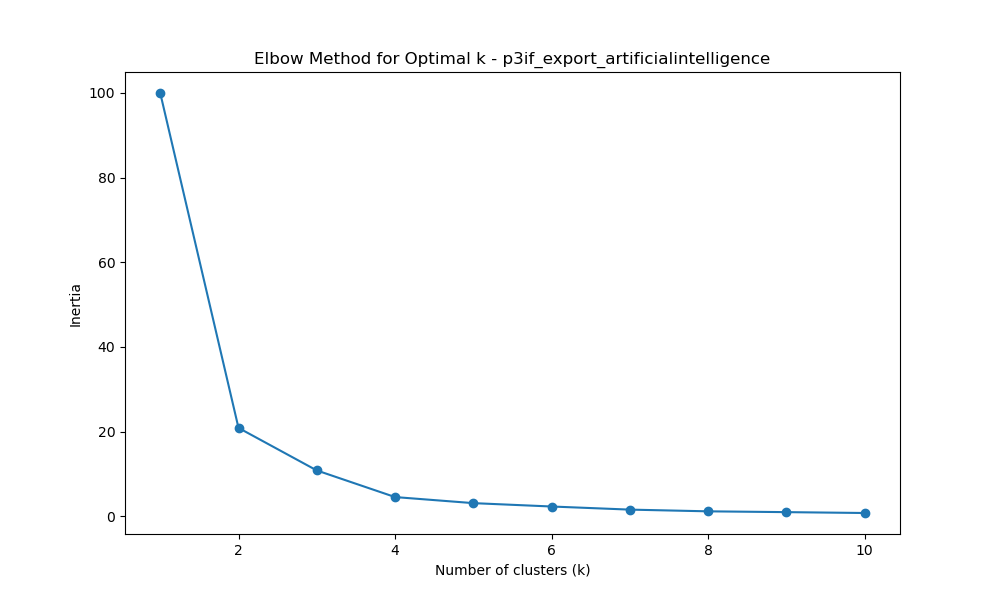 Elbow Method for Optimal k - p3if_export_artificialintelligence
100
80
60
40
20
0
Inertia
2 4 6 8 10
Number of clusters (k)